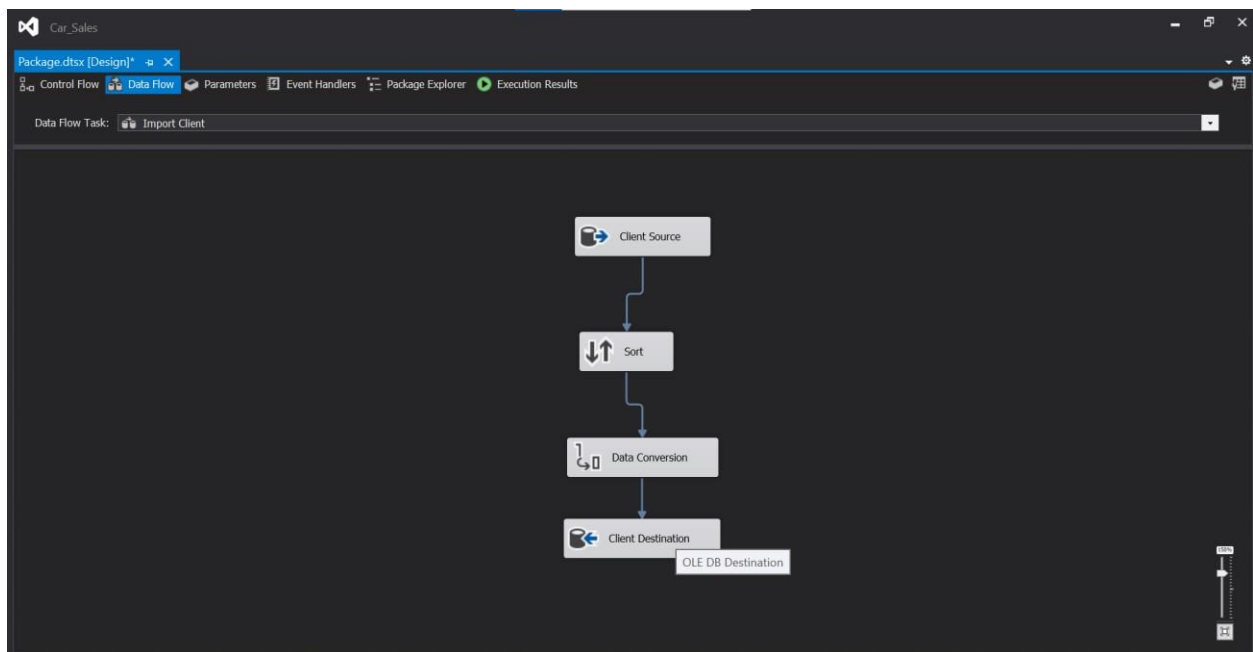 Car_Sales
Package.dtsx [Design]*
Control Flow Data Flow Parameters Event Handlers Package Explorer Execution Results
Data Flow Task: Import Client
Client Source
Sort
Data Conversion
Client Destination
OLE DB Destination
150%